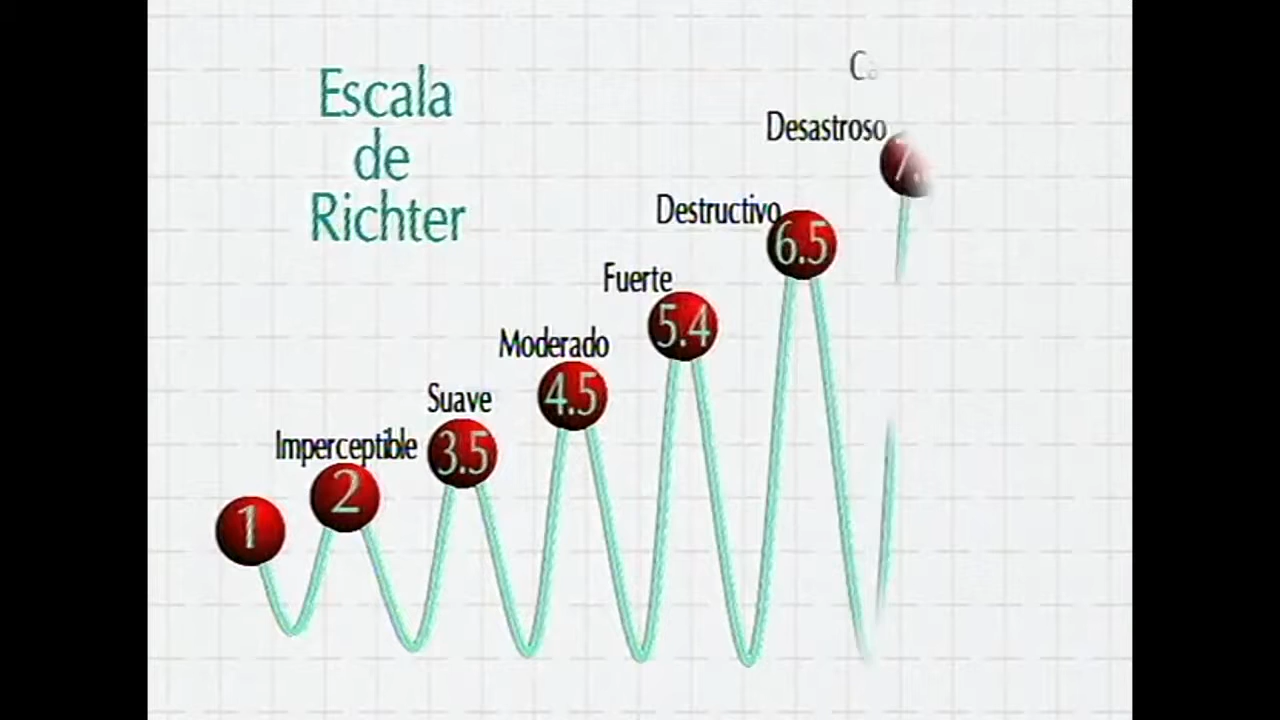 Escala
de
Richter
Desastroso
Destructivo
6.5
Fuerte
5.4
Moderado
4.5
Suave
3.5
Imperceptible
2
1